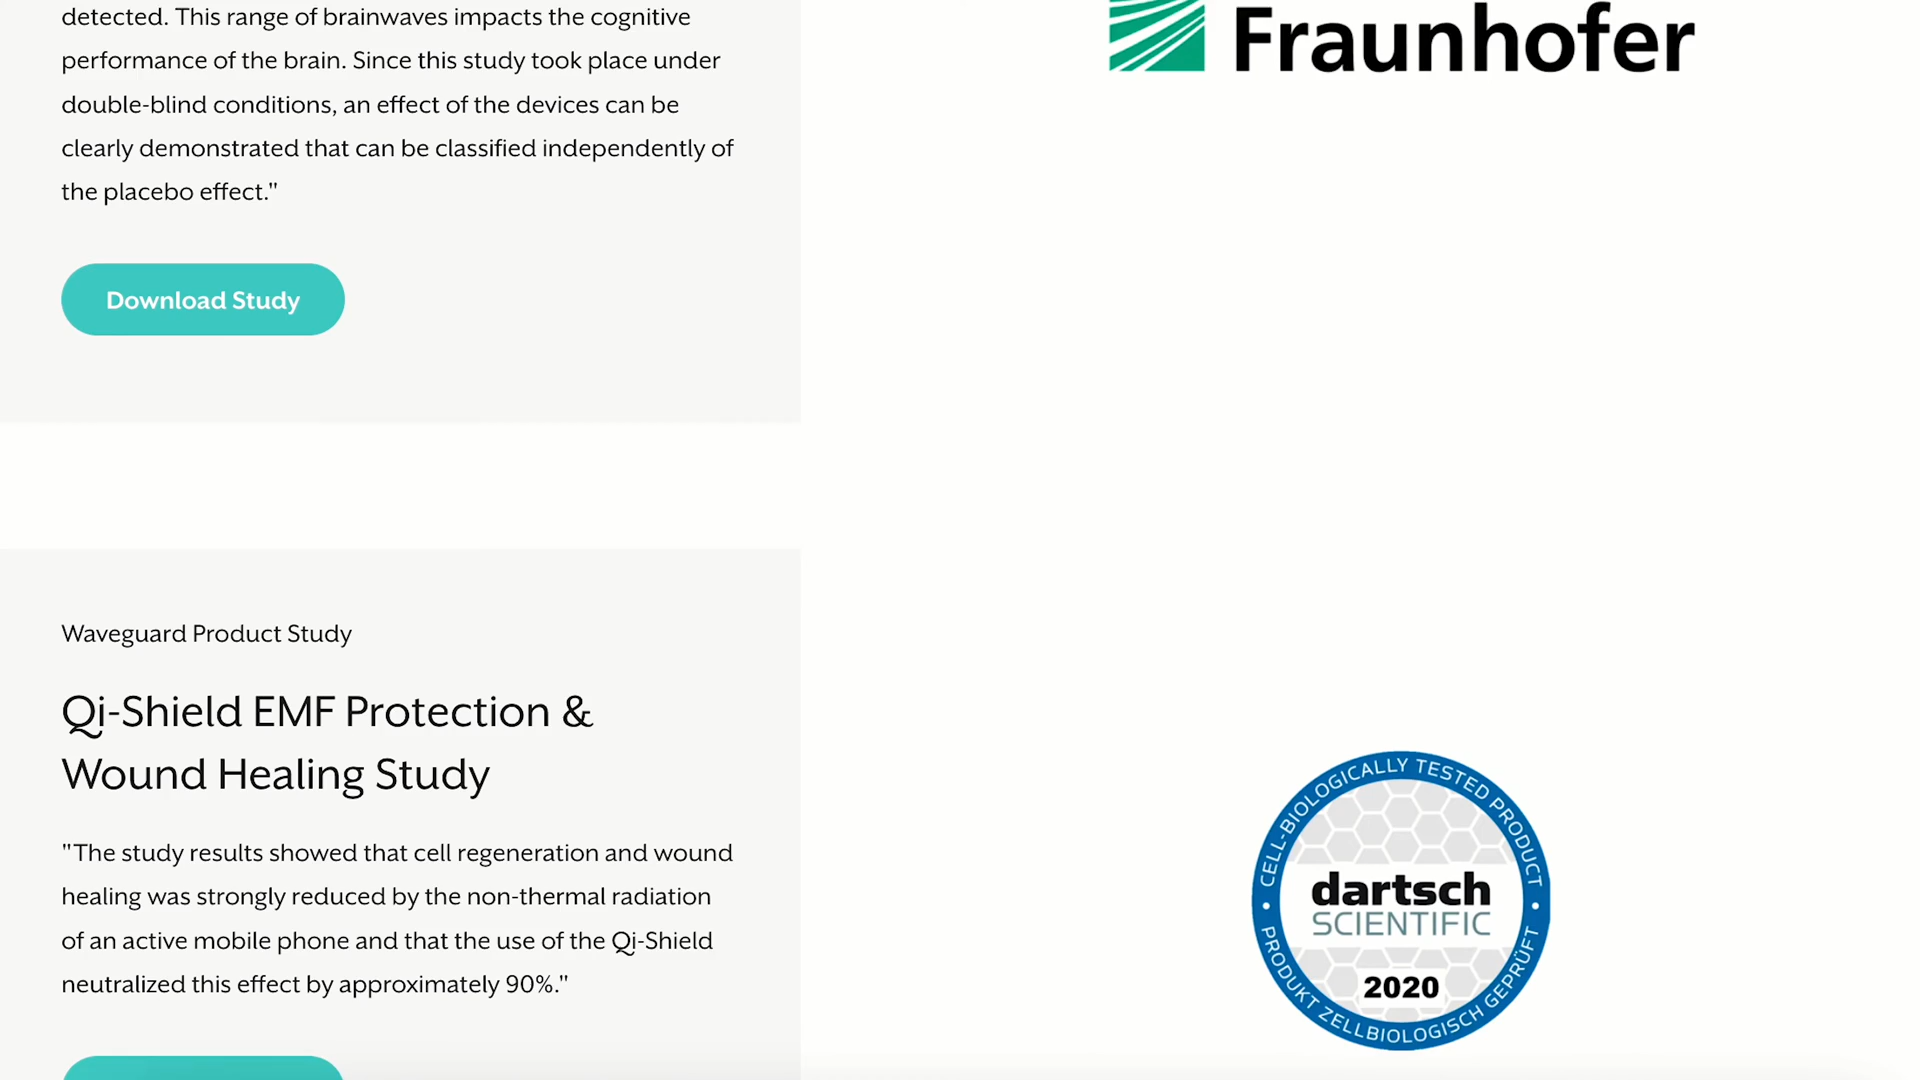 detected. This range of brainwaves impacts the cognitive
performance of the brain. Since this study took place under
double-blind conditions, an effect of the devices can be
clearly demonstrated that can be classified independently of
the placebo effect."
Download Study
Fraunhofer
Waveguard Product Study
Qi-Shield EMF Protection &
Wound Healing Study
"The study results showed that cell regeneration and wound
healing was strongly reduced by the non-thermal radiation
of an active mobile phone and that the use of the Qi-Shield
neutralized this effect by approximately 90%."
CELL-BIOLOGICALLY TESTED PRODUCT
dartsch
SCIENTIFIC
2020
PRODUKT ZELLBIOLOGISCH GEPRÜFT